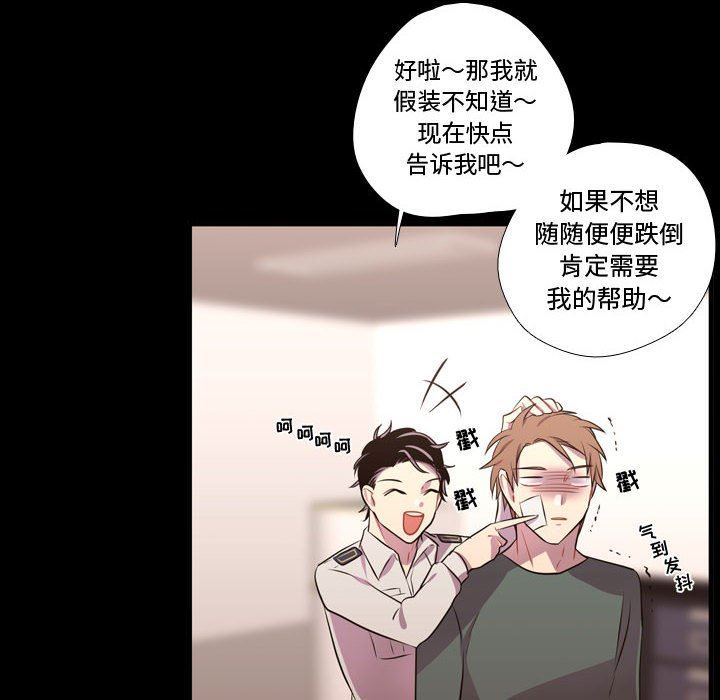 好啦～那我就
假装不知道～
现在快点
告诉我吧～
如果不想
随随便便跌倒
肯定需要
我的帮助～
呵呵呵呵
戳
戳
戳
气到发抖